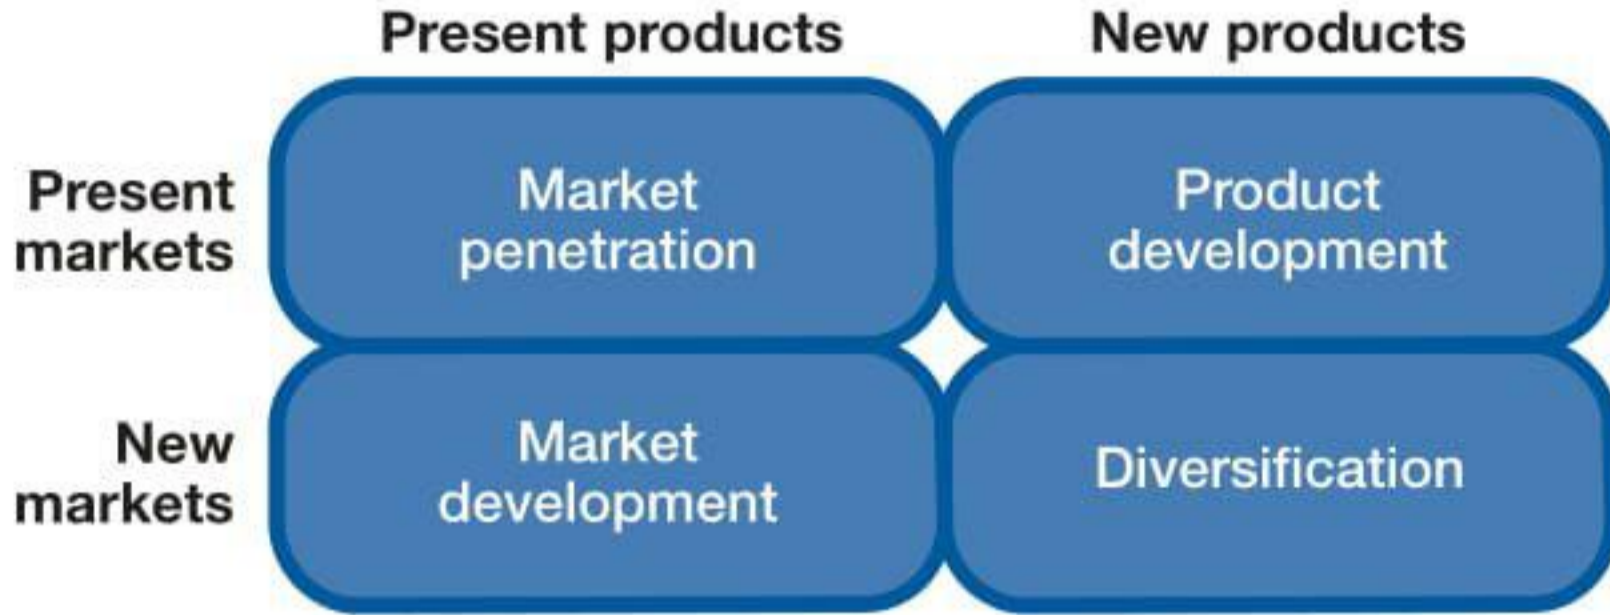 Present products New products
Present
markets
Market
penetration
Product
development
New
markets
Market
development
Diversification